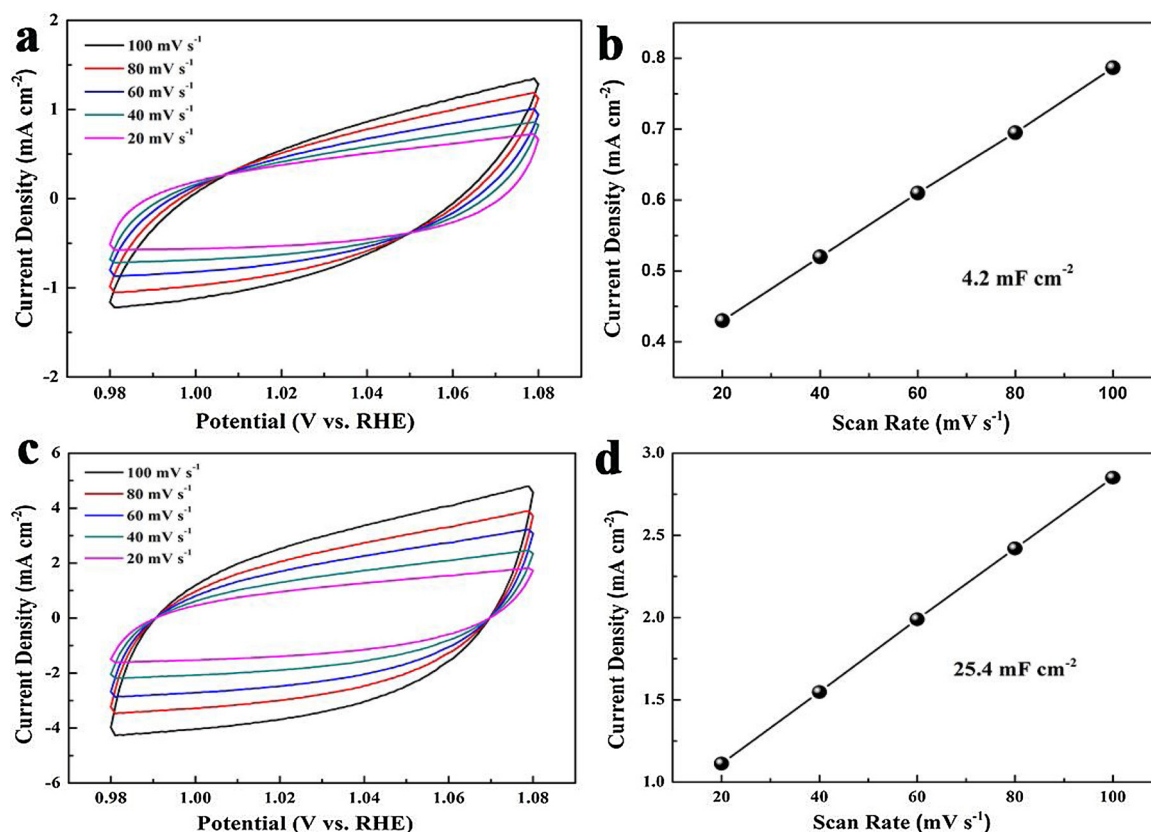 a
100 mV s⁻¹
80 mV s⁻¹
60 mV s⁻¹
40 mV s⁻¹
20 mV s⁻¹
Current Density (mA cm⁻²)
2
1
0
-1
-2
0.98 1.00 1.02 1.04 1.06 1.08
Potential (V vs. RHE)
b
Current Density (mA cm⁻²)
0.8
0.7
0.6
0.5
0.4
4.2 mF cm⁻²
20 40 60 80 100
Scan Rate (mV s⁻¹)
c
100 mV s⁻¹
80 mV s⁻¹
60 mV s⁻¹
40 mV s⁻¹
20 mV s⁻¹
Current Density (mA cm⁻²)
6
4
2
0
-2
-4
-6
0.98 1.00 1.02 1.04 1.06 1.08
Potential (V vs. RHE)
d
Current Density (mA cm⁻²)
3.0
2.5
2.0
1.5
1.0
25.4 mF cm⁻²
20 40 60 80 100
Scan Rate (mV s⁻¹)